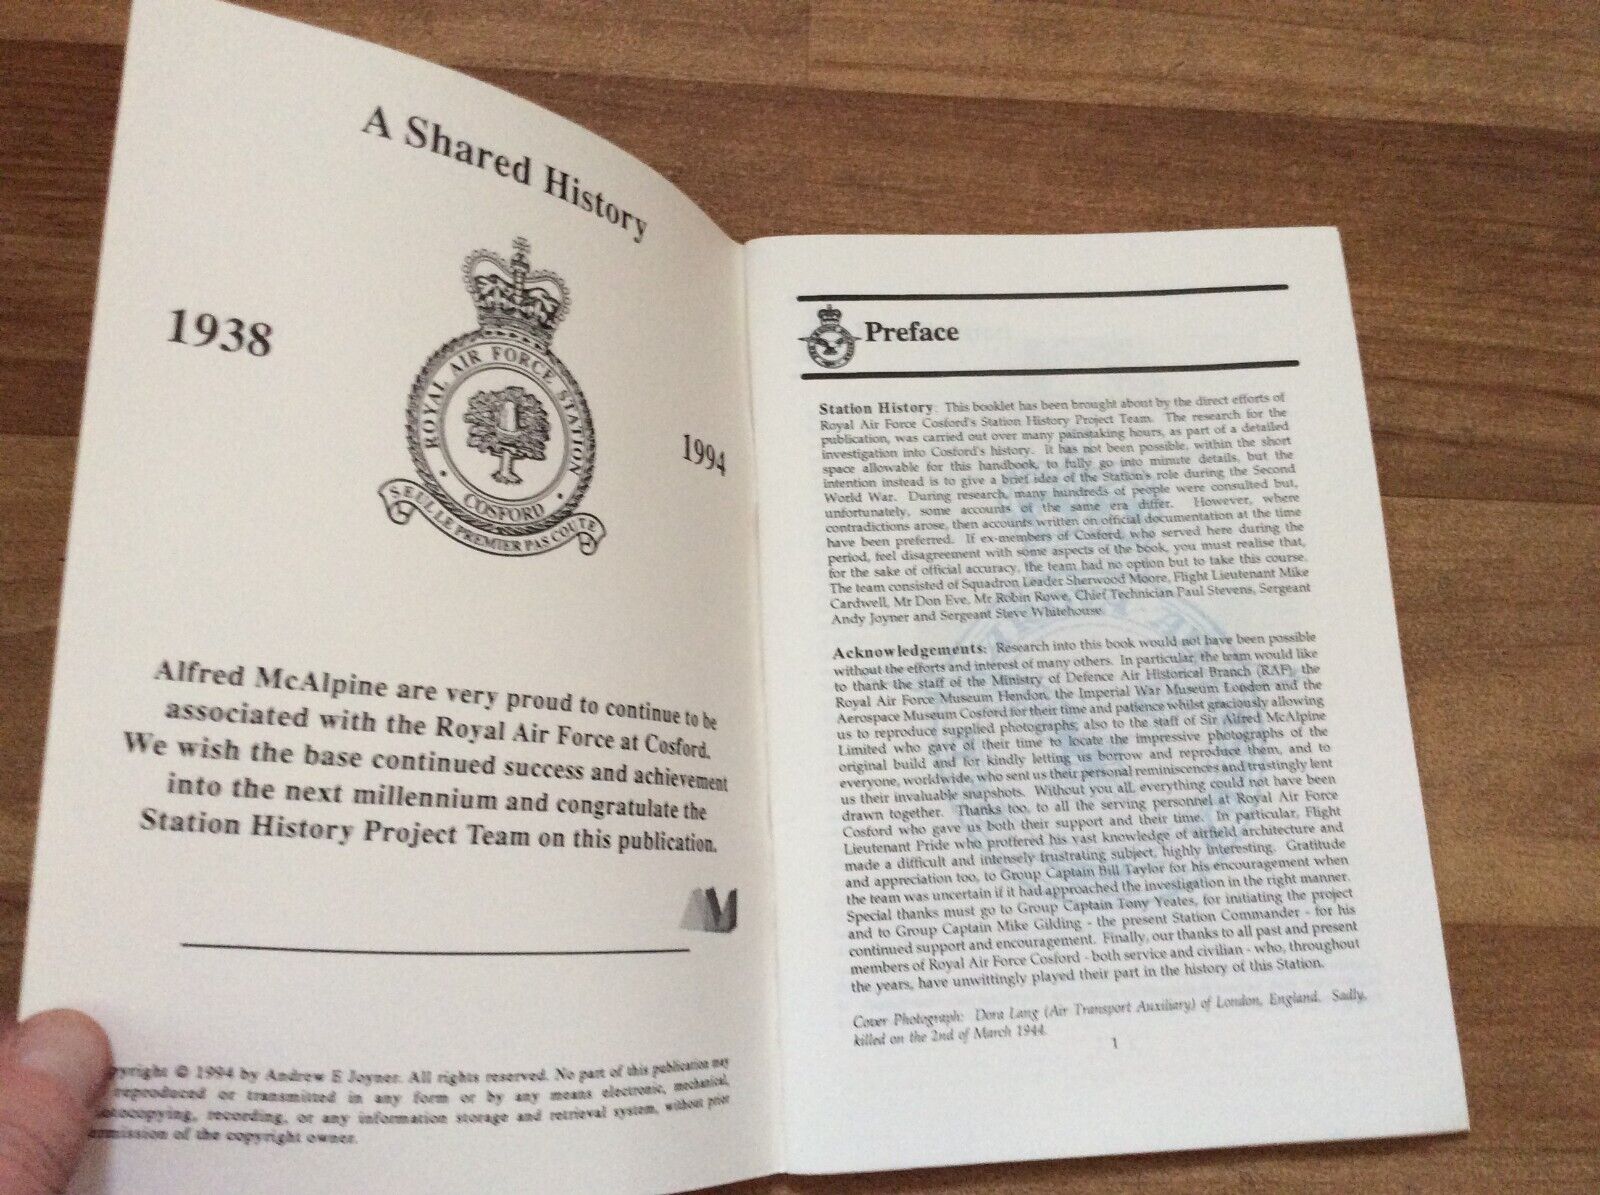 A Shared History
1938
1994
ROYAL AIR FORCE STATION
COSFORD
SEULLE PREMIER PAS COUTE
Alfred McAlpine are very proud to continue to be
associated with the Royal Air Force at Cosford.
We wish the base continued success and achievement
into the next millennium and congratulate the
Station History Project Team on this publication.
© 1994 by Andrew E Joyner. All rights reserved. No part of this publication may
reproduced or transmitted in any form or by any means electronic, mechanical,
recording, or any information storage and retrieval system, without prior
of the copyright owner.
Preface
Station History: This booklet has been brought about by the direct efforts of
Royal Air Force Cosford's Station History Project Team. The research for the
publication, was carried out over many painstaking hours, as part of a detailed
investigation into Cosford's history. It has not been possible, within the short
space allowable for this handbook, to fully go into minute details, but the
intention instead is to give a brief idea of the Station's role during the Second
World War. During research, many hundreds of people were consulted but,
unfortunately, some accounts of the same era differ. However, where
contradictions arose, then accounts written on official documentation at the time
have been preferred. If ex-members of Cosford, who served here during the
period, feel disagreement with some aspects of the book, you must realise that,
for the sake of official accuracy, the team had no option but to take this course.
The team consisted of Squadron Leader Sherwood Moore, Flight Lieutenant Mike
Cardwell, Mr Don Eve, Mr Robin Rowe, Chief Technician Paul Stevens, Sergeant
Andy Joyner and Sergeant Steve Whitehouse.
Acknowledgements: Research into this book would not have been possible
without the efforts and interest of many others. In particular, the team would like
to thank the staff of the Ministry of Defence Air Historical Branch (RAF), the
Royal Air Force Museum Hendon, the Imperial War Museum London and the
Aerospace Museum Cosford for their time and patience whilst graciously allowing
us to reproduce supplied photographs; also to the staff of Sir Alfred McAlpine
Limited who gave of their time to locate the impressive photographs of the
original build and for kindly letting us borrow and reproduce them, and to
everyone, worldwide, who sent us their personal reminiscences and trustingly lent
us their invaluable snapshots. Without you all, everything could not have been
drawn together. Thanks too, to all the serving personnel at Royal Air Force
Cosford who gave us both their support and their time. In particular, Flight
Lieutenant Pride who proffered his vast knowledge of airfield architecture and
made a difficult and intensely frustrating subject, highly interesting. Gratitude
and appreciation too, to Group Captain Bill Taylor for his encouragement when
the team was uncertain if it had approached the investigation in the right manner.
Special thanks must go to Group Captain Tony Yeates, for initiating the project
and to Group Captain Mike Gilding - the present Station Commander - for his
continued support and encouragement. Finally, our thanks to all past and present
members of Royal Air Force Cosford - both service and civilian - who, throughout
the years, have unwittingly played their part in the history of this Station.
Cover Photograph: Dora Lang (Air Transport Auxiliary) of London, England. Sadly,
killed on the 2nd of March 1944.
1